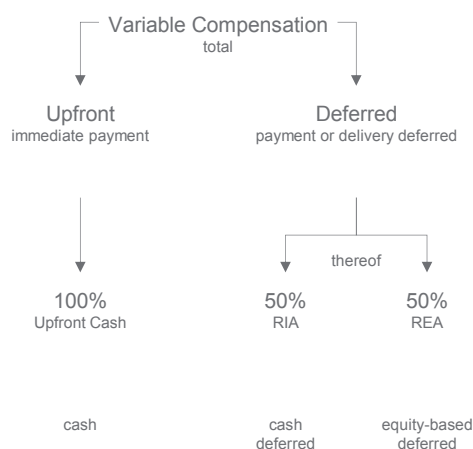 Variable Compensation
total
Upfront
immediate payment
Deferred
payment or delivery deferred
thereof
100%
Upfront Cash
50%
RIA
50%
REA
cash
cash
deferred
equity-based
deferred